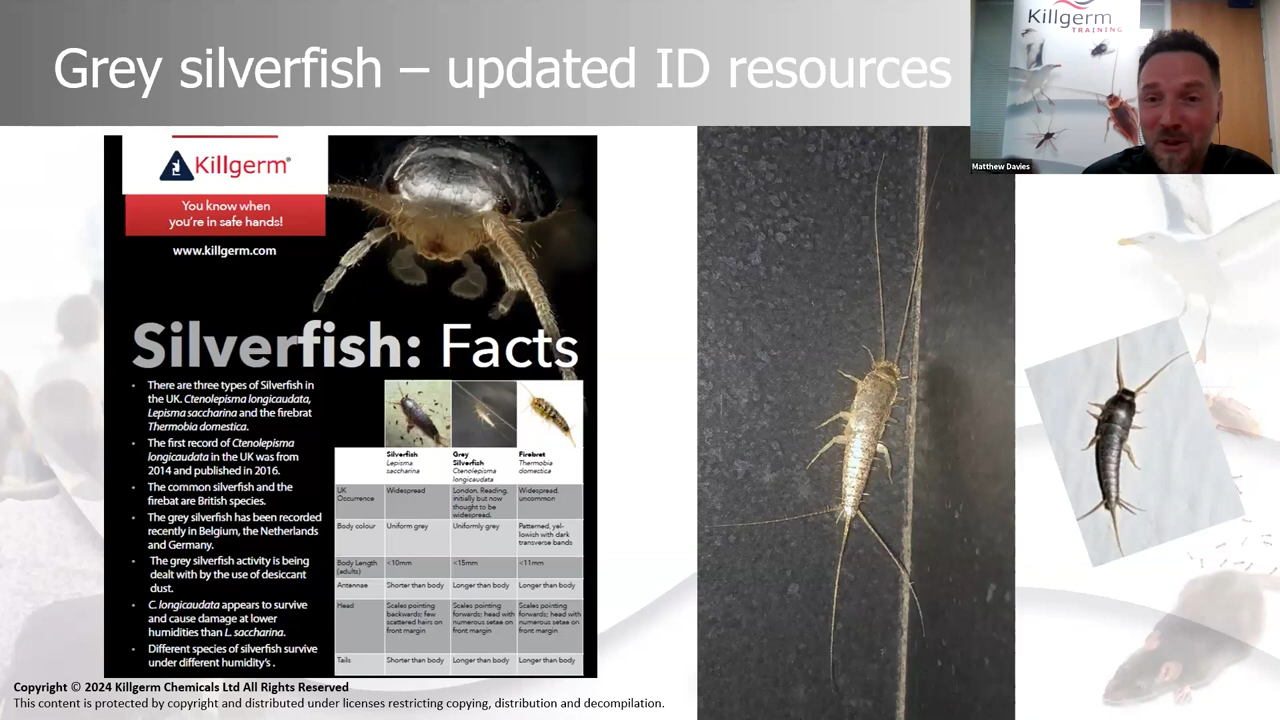 Grey silverfish – updated ID resources
Killgerm
TRAINING
Matthew Davies
Killgerm®
You know when
you're in safe hands!
www.killgerm.com
Silverfish: Facts
• There are three types of Silverfish in
the UK. Ctenolepisma longicaudata,
Lepisma saccharina and the firebrat
Thermobia domestica.
• The first record of Ctenolepisma
longicaudata in the UK was from
2014 and published in 2016.
• The common silverfish and the
firebat are British species.
• The grey silverfish has been recorded
recently in Belgium, the Netherlands
and Germany.
• The grey silverfish activity is being
dealt with by the use of desiccant
dust.
• C. longicaudata appears to survive
and cause damage at lower
humidities than L. saccharina.
• Different species of silverfish survive
under different humidity's .
Silverfish
Lepisma
saccharina
Grey
Silverfish
Ctenolepisma
longicaudata
Firebrat
Thermobia
domestica
UK
Occurrence
Widespread
London, Reading,
initially but now
thought to be
widespread.
Widespread,
uncommon
Body colour
Uniform grey
Uniformly grey
Patterned, yel-
lowish with dark
transverse bands
Body Length
(adults)
<10mm
<15mm
<11mm
Antennae
Shorter than body
Longer than body
Longer than body
Head
Scales pointing
backwards; few
scattered hairs on
front margin
Scales pointing
forwards; head with
numerous setae on
front margin
Scales pointing
forwards; head with
numerous setae on
front margin
Tails
Shorter than body
Longer than body
Longer than body
Copyright © 2024 Killgerm Chemicals Ltd All Rights Reserved
This content is protected by copyright and distributed under licenses restricting copying, distribution and decompilation.